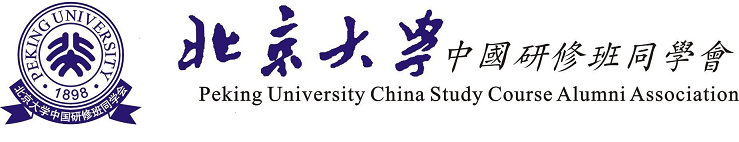 PEKING UNIVERSITY
1898
北京大学中国研修班同学会
北京大學中國研修班同學會
Peking University China Study Course Alumni Association